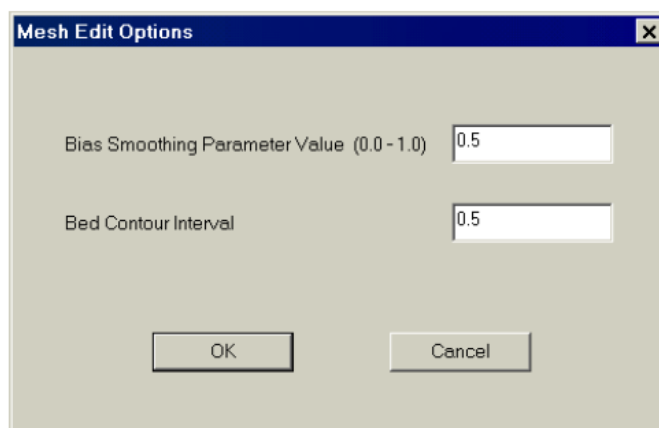 Mesh Edit Options
Bias Smoothing Parameter Value (0.0 - 1.0) 0.5
Bed Contour Interval 0.5
OK Cancel